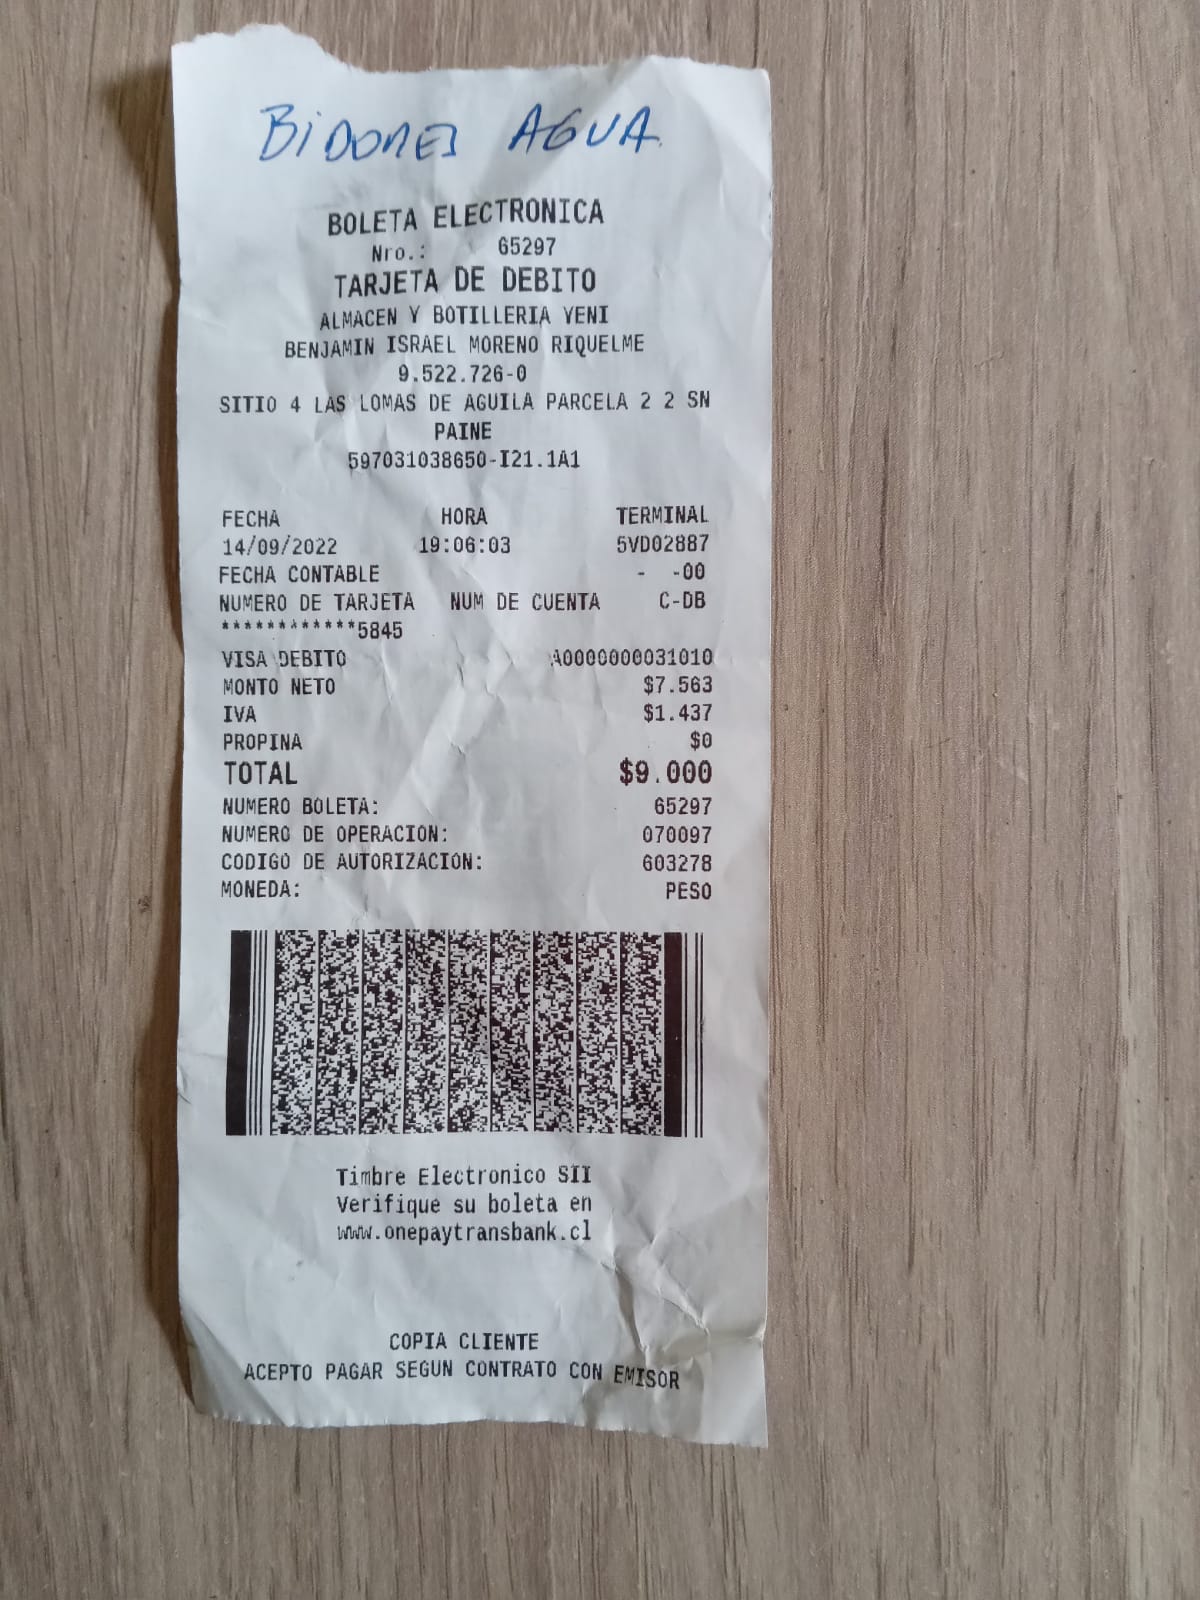 BIDONES AGUA
BOLETA ELECTRONICA
Nro.: 65297
TARJETA DE DEBITO
ALMACEN Y BOTILLERIA YENI
BENJAMIN ISRAEL MORENO RIQUELME
9.522.726-0
SITIO 4 LAS LOMAS DE AGUILA PARCELA 2 2 SN
PAINE
597031038650-I21.1A1
FECHA HORA TERMINAL
14/09/2022 19:06:03 5VD02887
FECHA CONTABLE - -00
NUMERO DE TARJETA NUM DE CUENTA C-DB
************5845
VISA DEBITO A0000000031010
MONTO NETO $7.563
IVA $1.437
PROPINA $0
TOTAL $9.000
NUMERO BOLETA: 65297
NUMERO DE OPERACION: 070097
CODIGO DE AUTORIZACION: 603278
MONEDA: PESO
Timbre Electronico SII
Verifique su boleta en
www.onepaytransbank.cl
COPIA CLIENTE
ACEPTO PAGAR SEGUN CONTRATO CON EMISOR